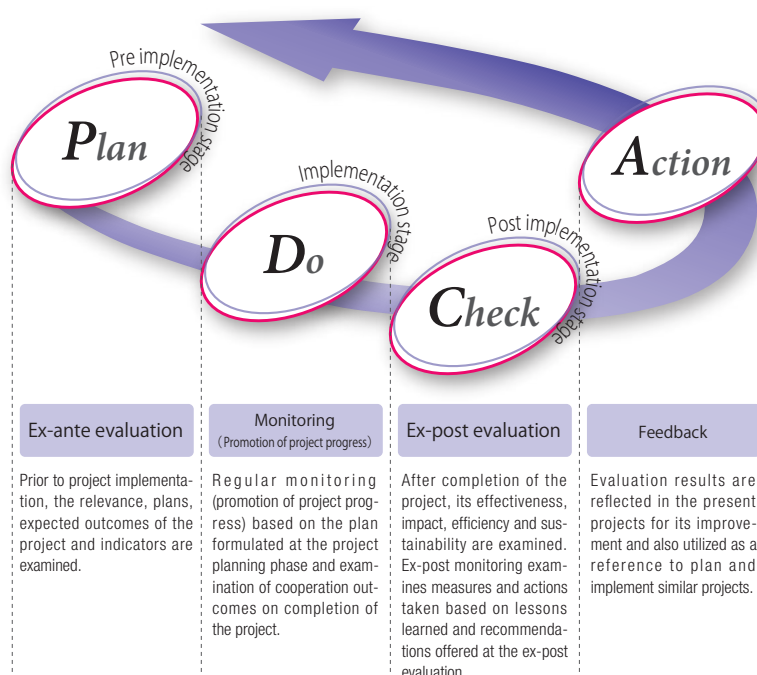 Pre implementation stage
Plan
Implementation stage
Do
Post implementation stage
Check
Action
Ex-ante evaluation
Prior to project implementa-
tion, the relevance, plans,
expected outcomes of the
project and indicators are
examined.
Monitoring
(Promotion of project progress)
Regular monitoring
(promotion of project prog-
ress) based on the plan
formulated at the project
planning phase and exam-
ination of cooperation out-
comes on completion of
the project.
Ex-post evaluation
After completion of the
project, its effectiveness,
impact, efficiency and sus-
tainability are examined.
Ex-post monitoring exam-
ines measures and actions
taken based on lessons
learned and recommenda-
tions offered at the ex-post
evaluation
Feedback
Evaluation results are
reflected in the present
projects for its improve-
ment and also utilized as a
reference to plan and
implement similar projects.